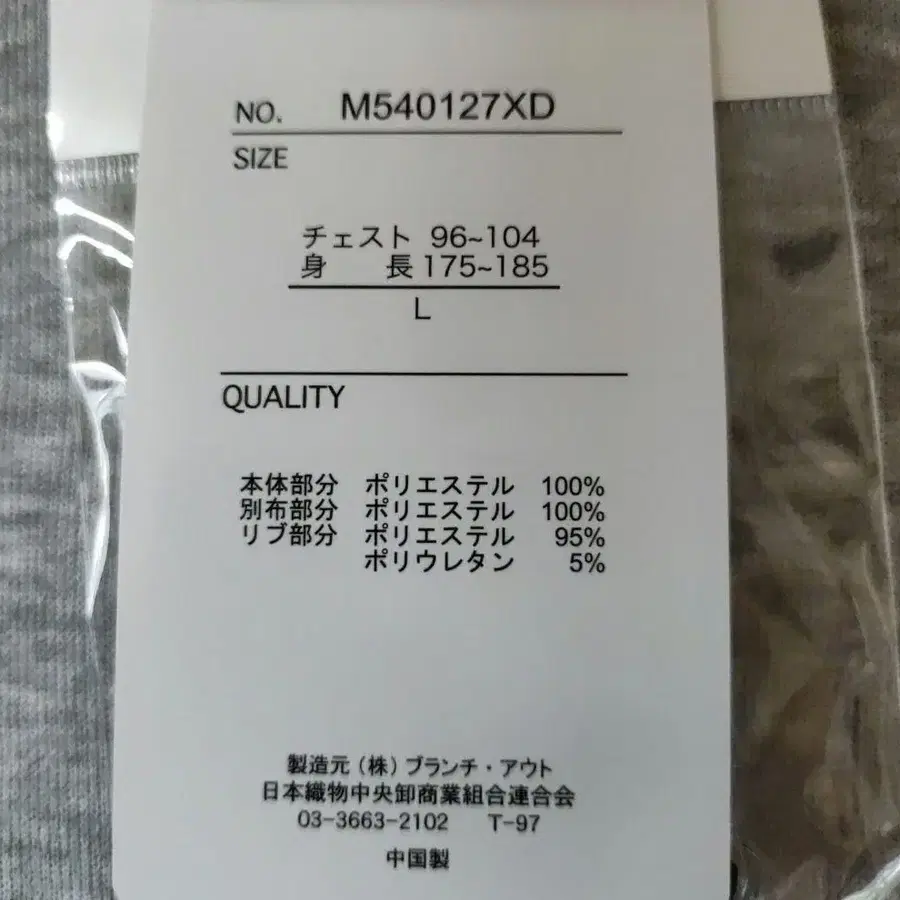 NO. M540127XD
SIZE
チェスト 96~104
身 長 175~185
L
QUALITY
本体部分 ポリエステル 100%
別布部分 ポリエステル 100%
リブ部分 ポリエステル 95%
ポリウレタン 5%
製造元（株）ブランチ・アウト
日本織物中央卸商業組合連合会
03-3663-2102 T-97
中国製